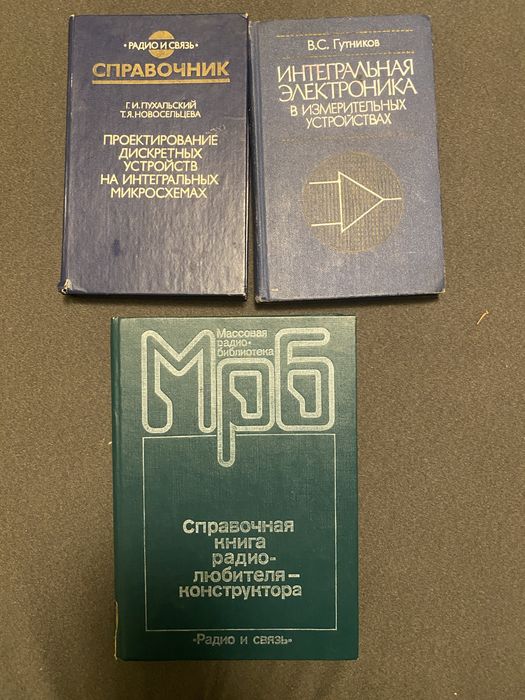 •РАДИО И СВЯЗЬ•
СПРАВОЧНИК
Г.И.ПУХАЛЬСКИЙ
Т.Я.НОВОСЕЛЬЦЕВА
ПРОЕКТИРОВАНИЕ
ДИСКРЕТНЫХ
УСТРОЙСТВ
НА ИНТЕГРАЛЬНЫХ
МИКРОСХЕМАХ
В.С. Гутников
ИНТЕГРАЛЬНАЯ
ЭЛЕКТРОНИКА
В ИЗМЕРИТЕЛЬНЫХ
УСТРОЙСТВАХ
Массовая
радио-
библиотека
Мрб
Справочная
книга
радио-
любителя—
конструктора
«Радио и связь»